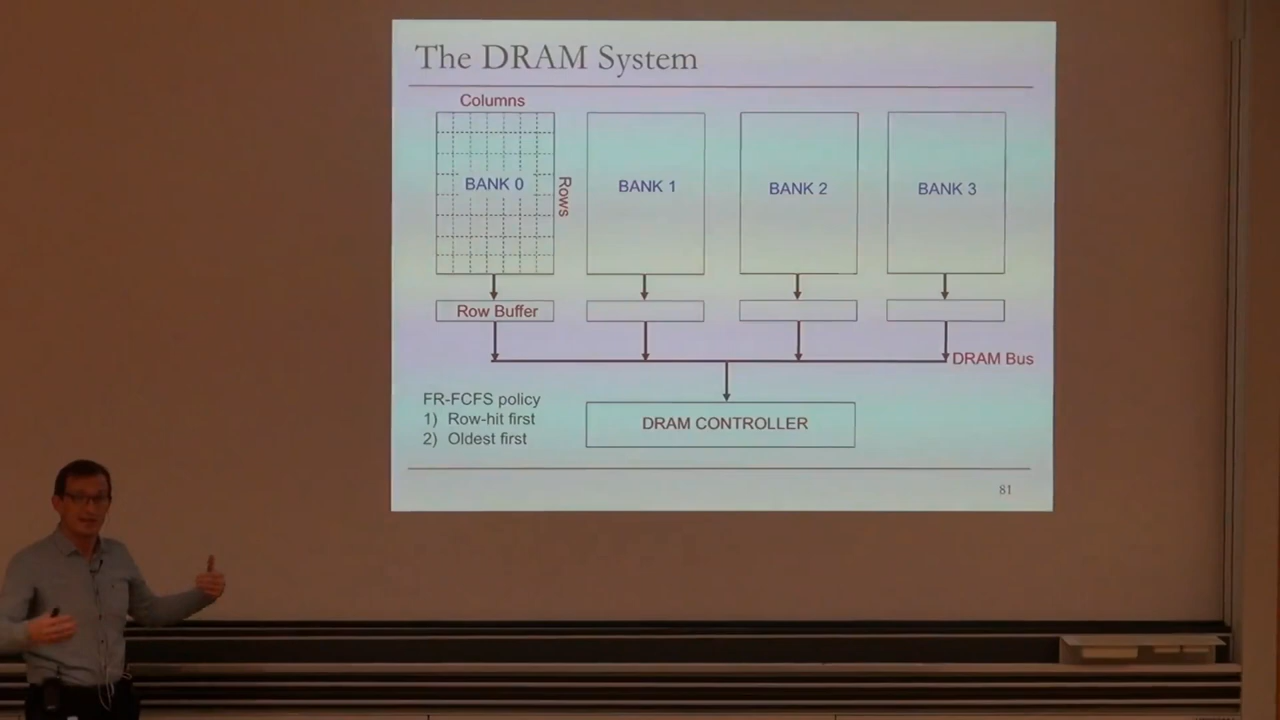 The DRAM System
Columns
BANK 0
Rows
BANK 1
BANK 2
BANK 3
Row Buffer
DRAM Bus
FR-FCFS policy
1) Row-hit first
2) Oldest first
DRAM CONTROLLER
81